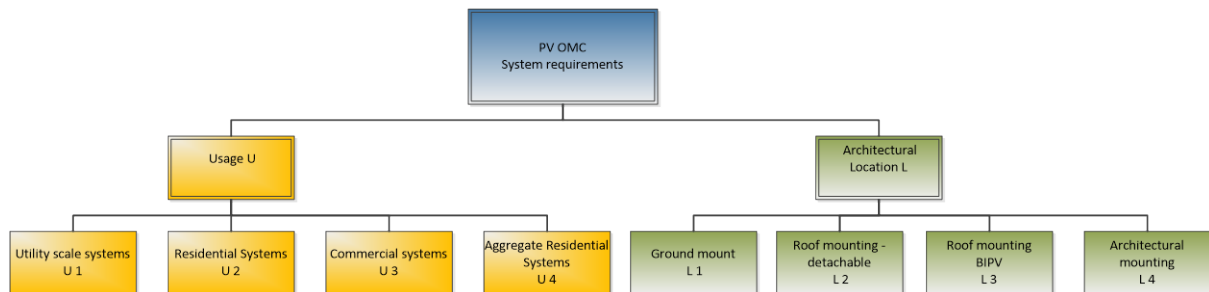 PV OMC
System requirements
Usage U
Architectural
Location L
Utility scale systems
U 1
Residential Systems
U 2
Commercial systems
U 3
Aggregate Residential
Systems
U 4
Ground mount
L 1
Roof mounting -
detachable
L 2
Roof mounting
BIPV
L 3
Architectural
mounting
L 4